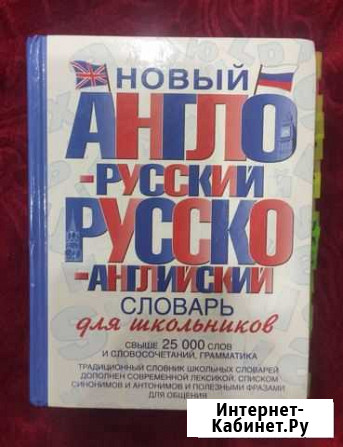 НОВЫЙ
АНГЛО
-РУССКИЙ
РУССКО
-АНГЛИЙСКИЙ
СЛОВАРЬ
для школьников
СВЫШЕ 25 000 СЛОВ
И СЛОВОСОЧЕТАНИЙ, ГРАММАТИКА
ТРАДИЦИОННЫЙ СЛОВНИК ШКОЛЬНЫХ СЛОВАРЕЙ
ДОПОЛНЕН СОВРЕМЕННОЙ ЛЕКСИКОЙ, СПИСКОМ
СИНОНИМОВ И АНТОНИМОВ И ПОЛЕЗНЫМИ ФРАЗАМИ
ДЛЯ ОБЩЕНИЯ
Интернет-
Кабинет.Ру